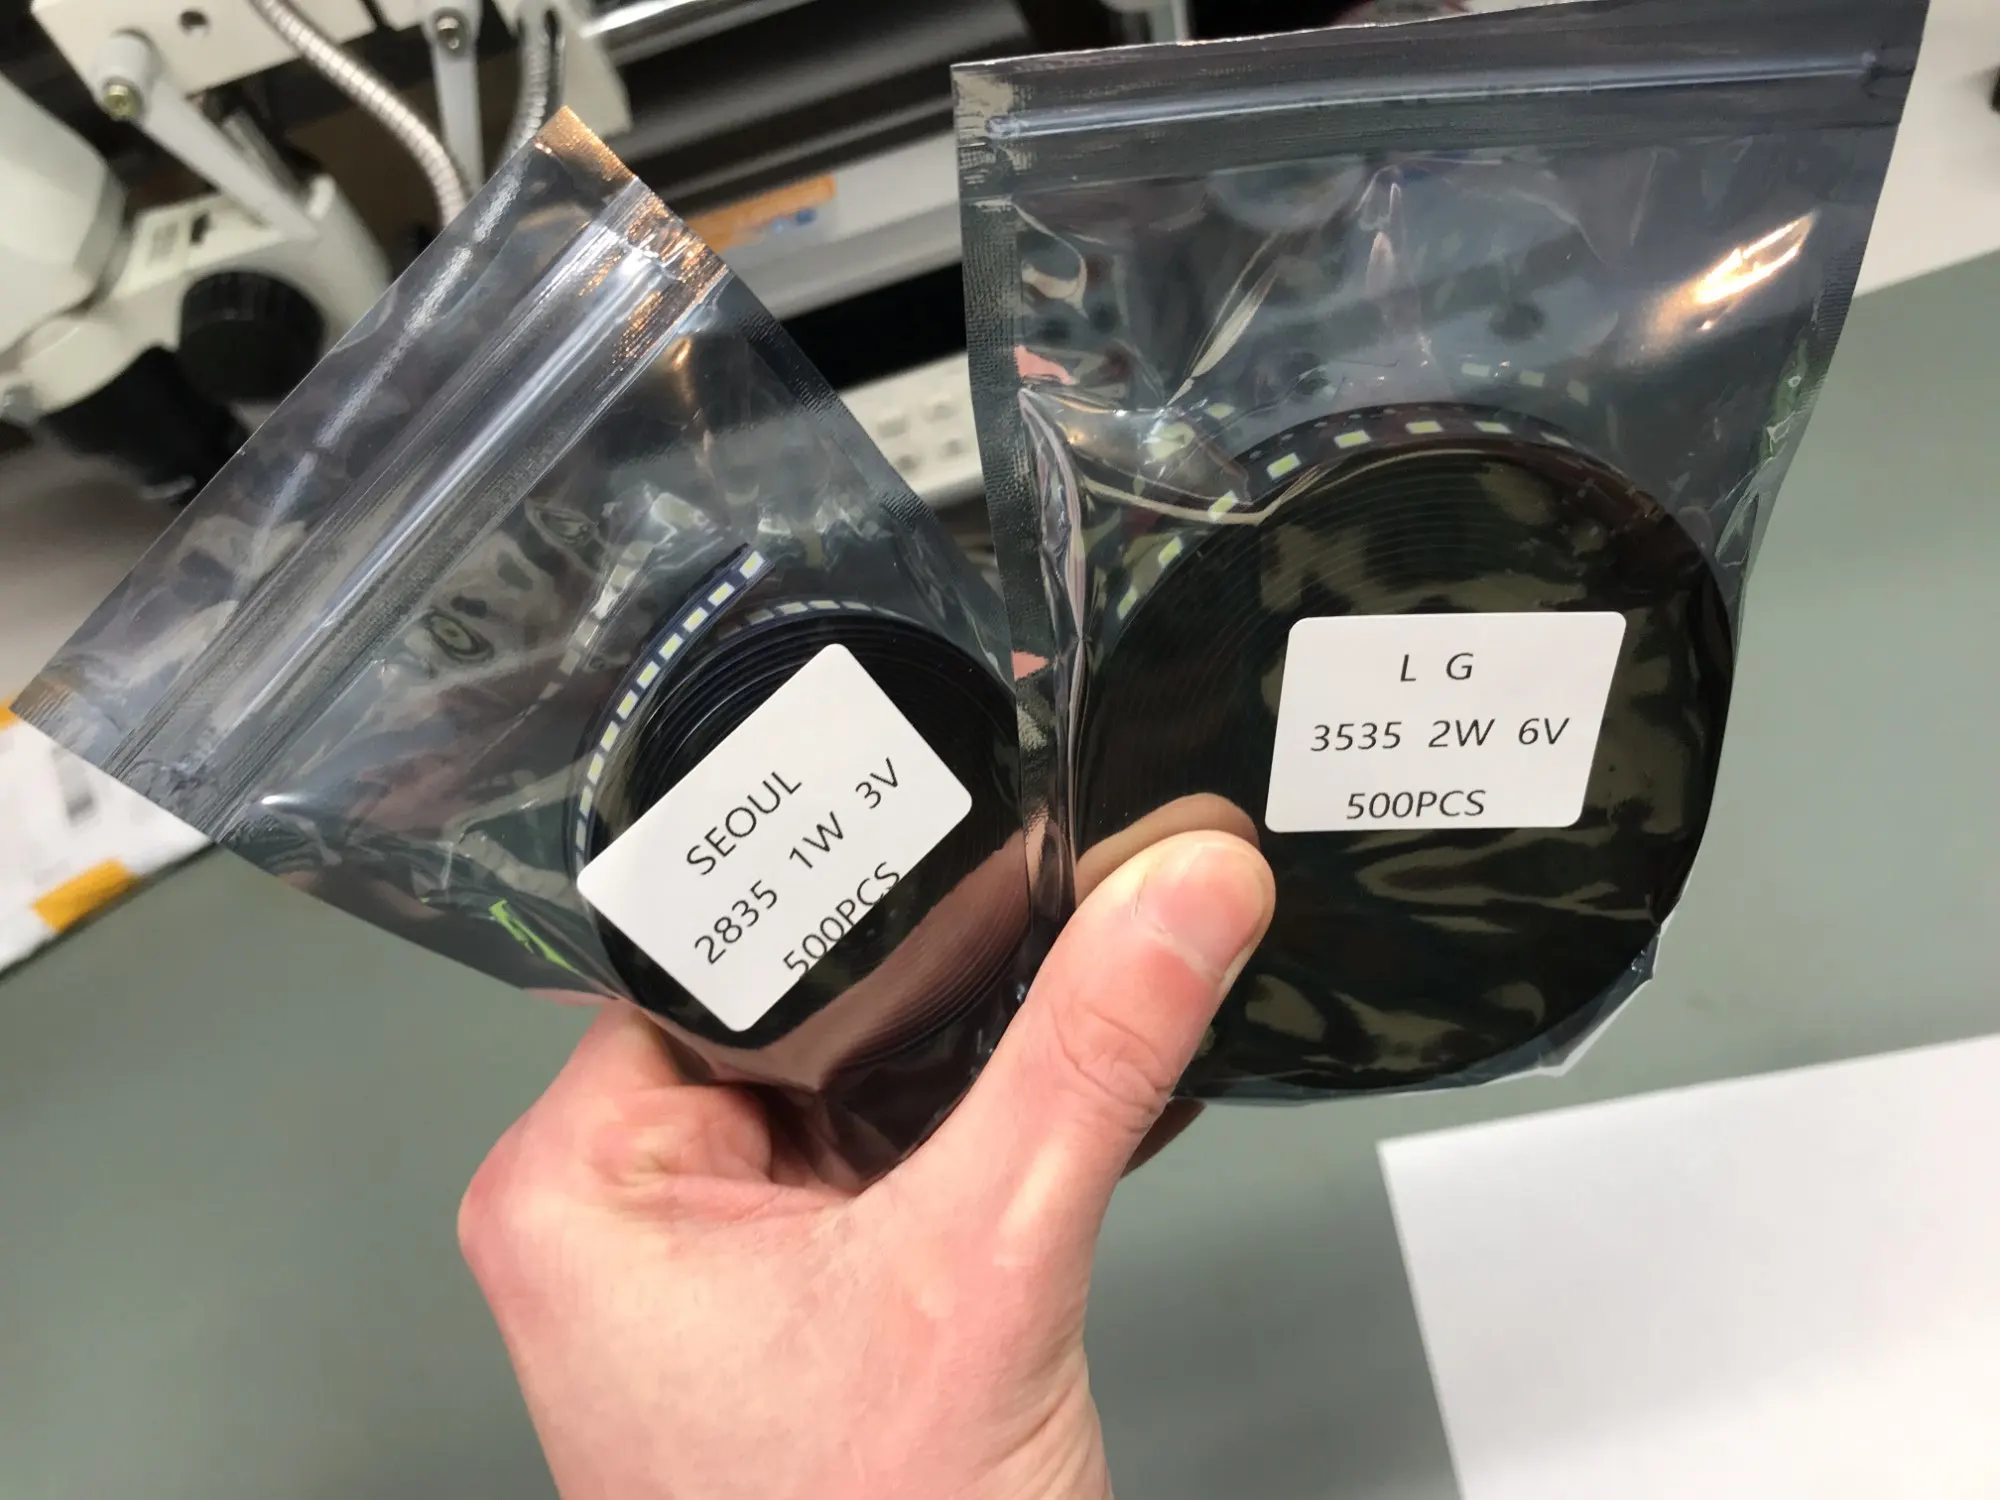 SEOUL
2835 1W 3V
500PCS
L G
3535 2W 6V
500PCS